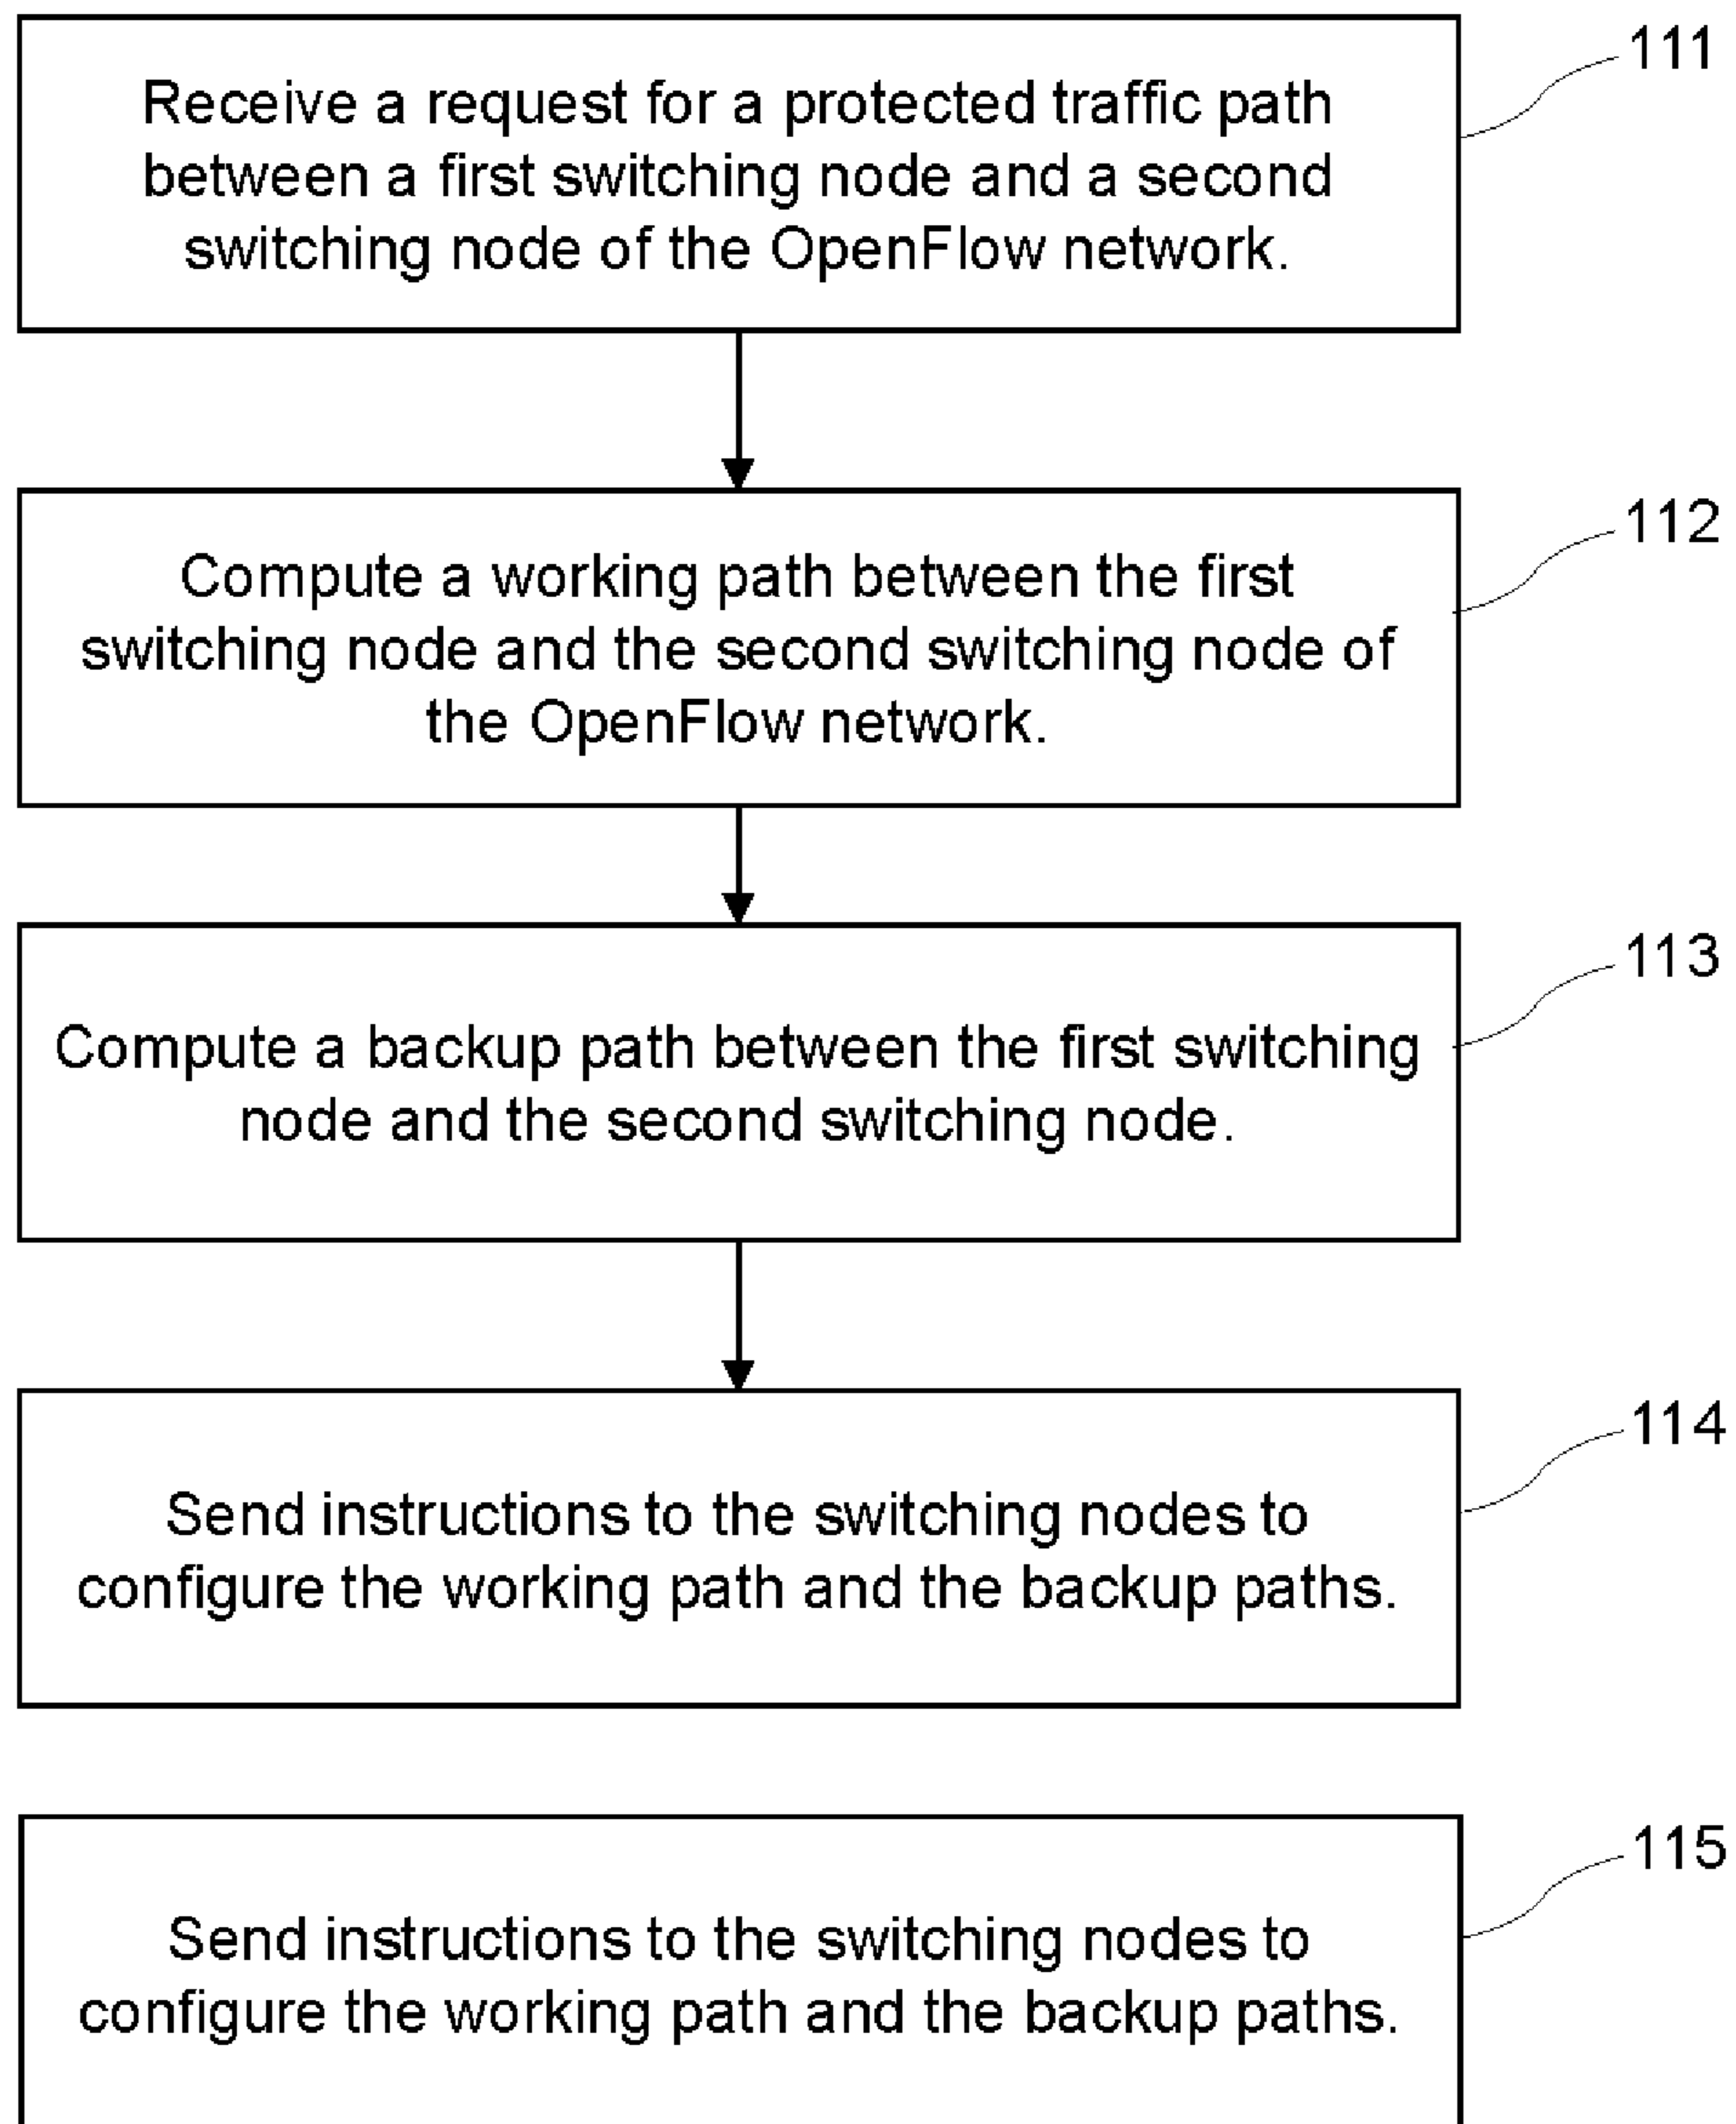 111
Receive a request for a protected traffic path
between a first switching node and a second
switching node of the OpenFlow network.
112
Compute a working path between the first
switching node and the second switching node of
the OpenFlow network.
113
Compute a backup path between the first switching
node and the second switching node.
114
Send instructions to the switching nodes to
configure the working path and the backup paths.
115
Send instructions to the switching nodes to
configure the working path and the backup paths.